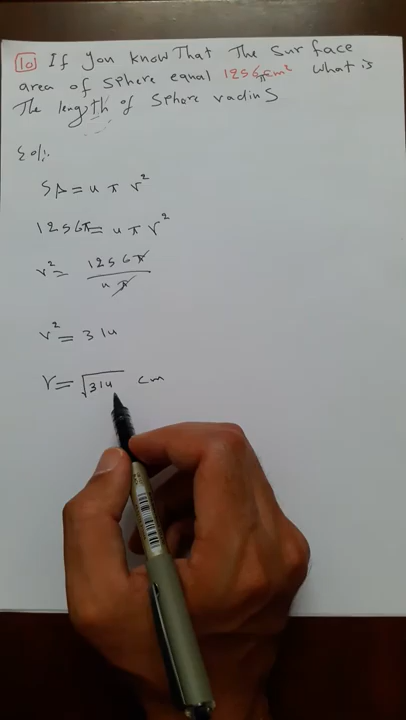 10 If you know That The Surface
area of sphere equal 1256π cm² what is
The length of sphere radius
Sol:
SA = 4 π r²
1256π = 4 π r²
r² = 1256π / 4 π
r² = 314
r = √314 cm